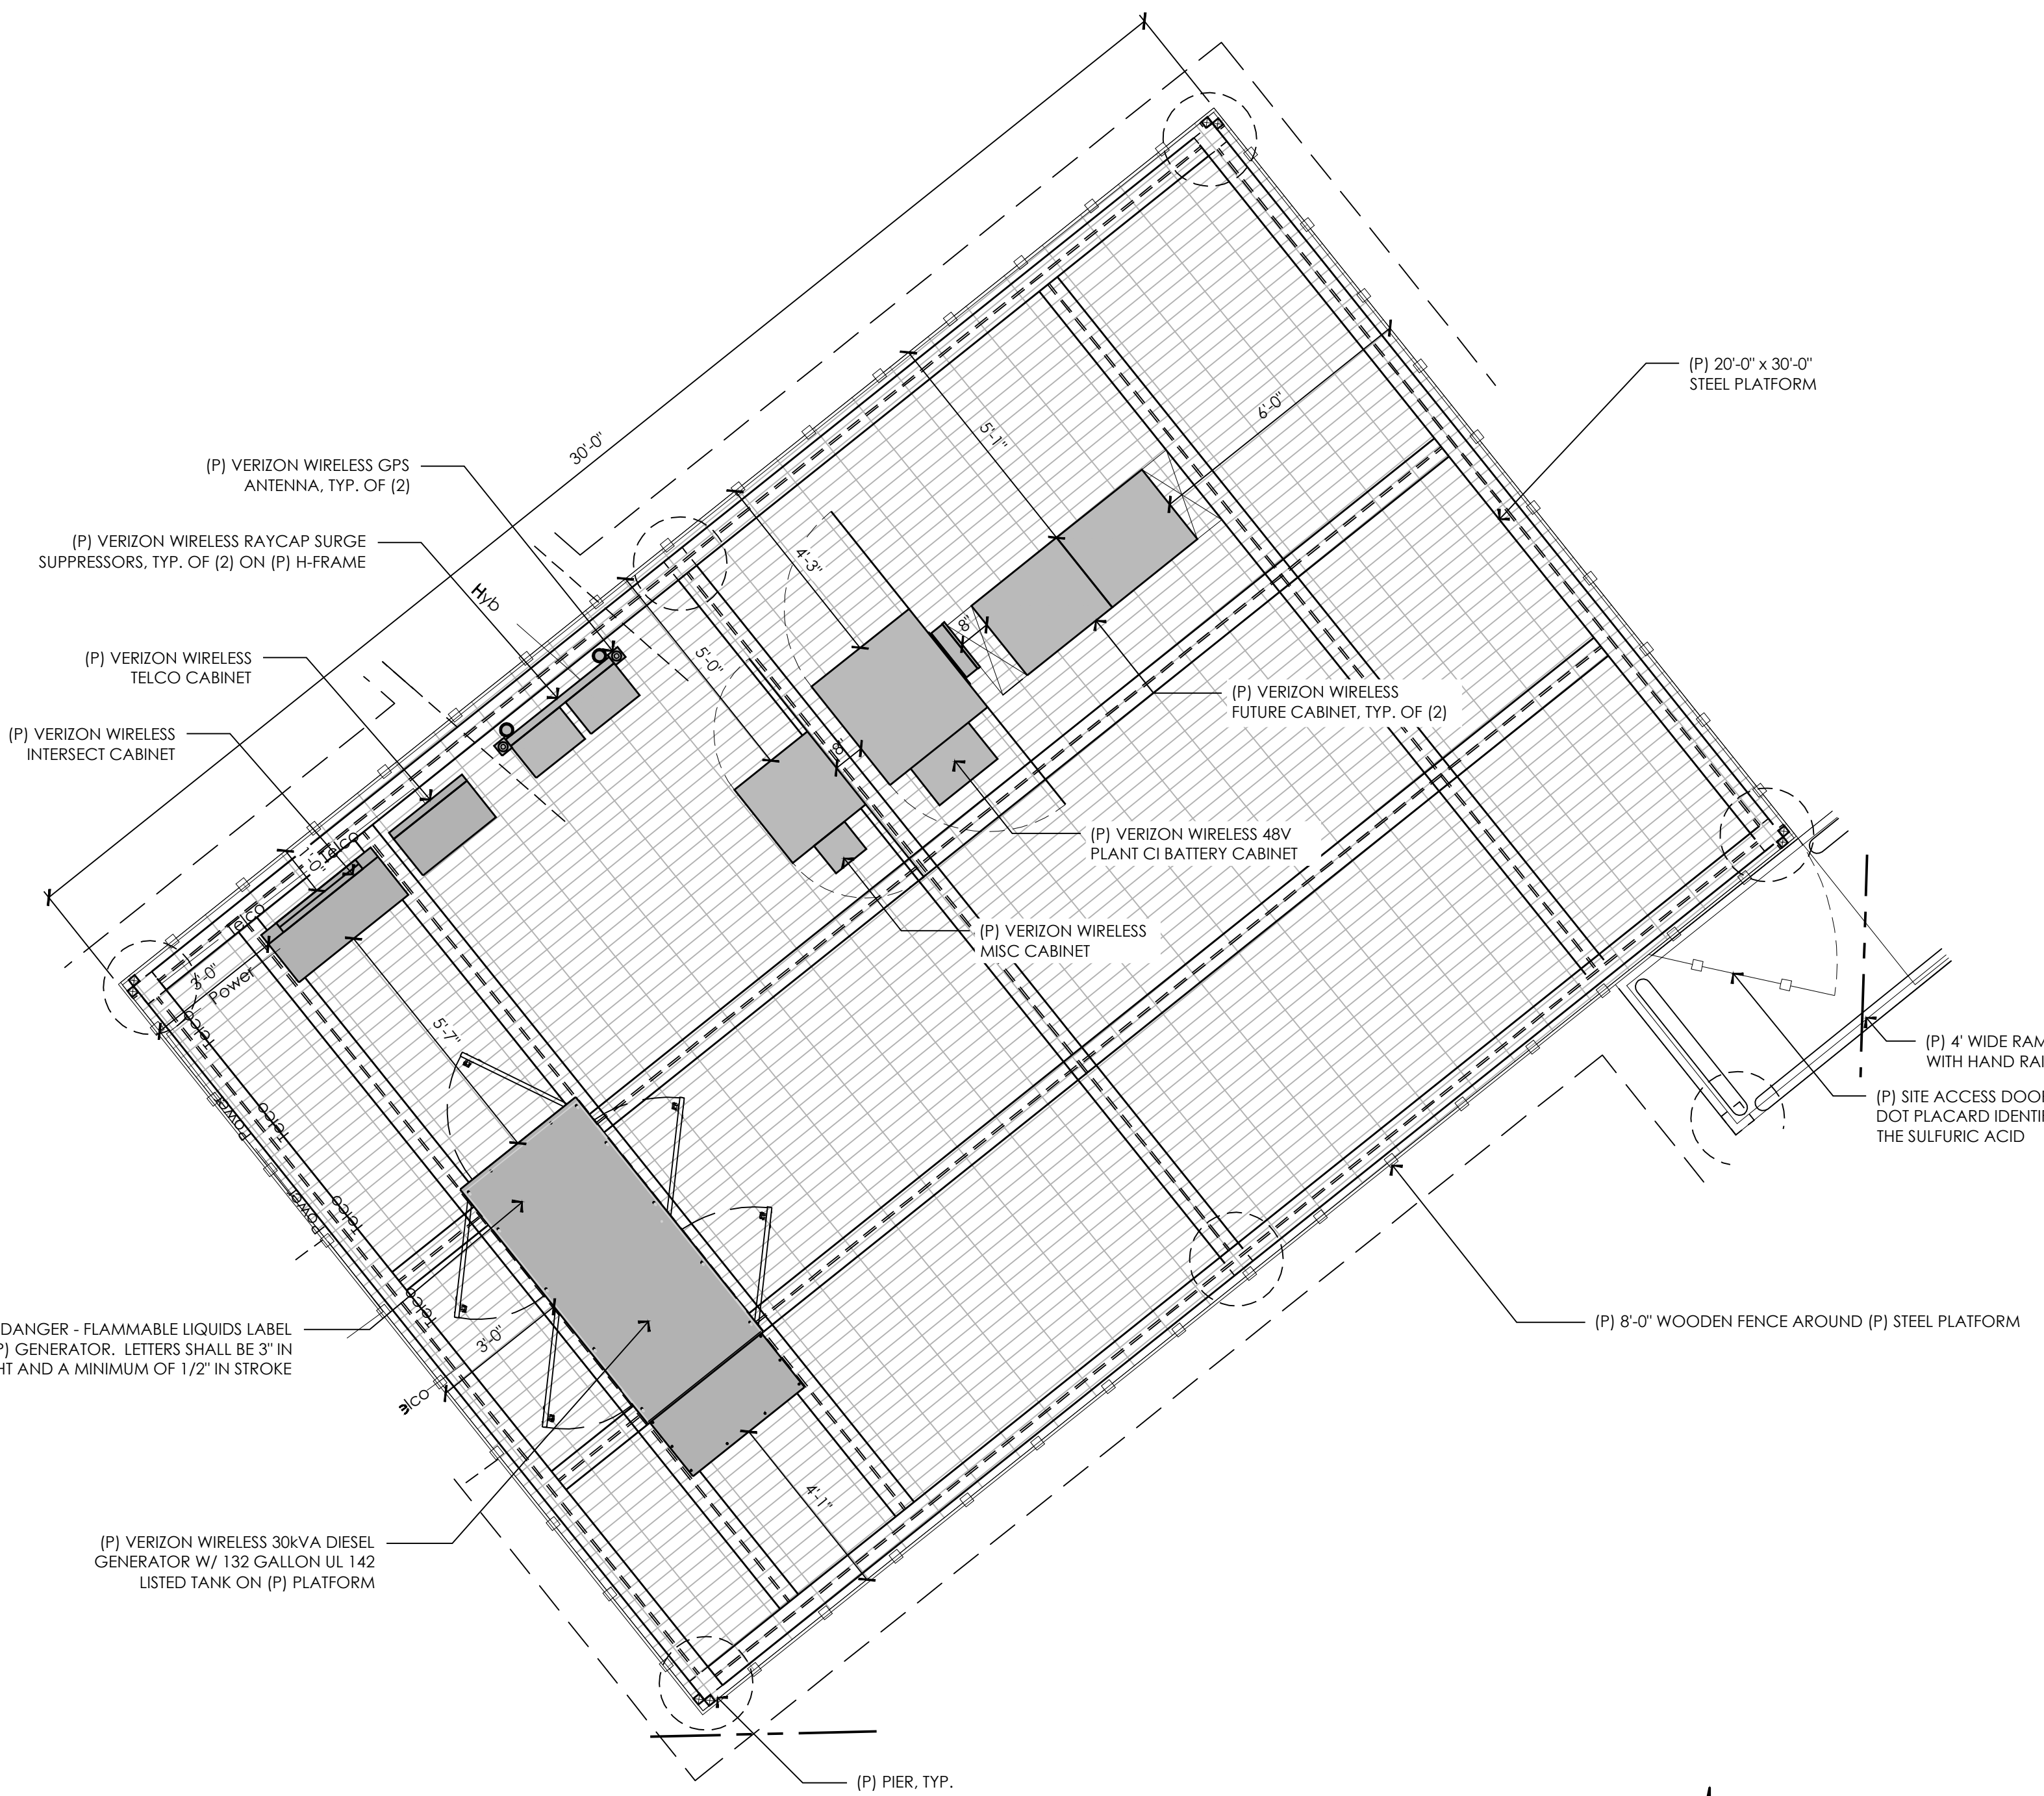 (P) 20'-0" x 30'-0"
STEEL PLATFORM
6'-0"
5'-1"
30'-0"
(P) VERIZON WIRELESS GPS
ANTENNA, TYP. OF (2)
(P) VERIZON WIRELESS RAYCAP SURGE
SUPPRESSORS, TYP. OF (2) ON (P) H-FRAME
4'-3"
Hyb
8"
5'-0"
(P) VERIZON WIRELESS
TELCO CABINET
(P) VERIZON WIRELESS
FUTURE CABINET, TYP. OF (2)
(P) VERIZON WIRELESS
INTERSECT CABINET
8"
(P) VERIZON WIRELESS 48V
PLANT CI BATTERY CABINET
Telco
(P) VERIZON WIRELESS
MISC CABINET
3'-0"
Power
Telco
5'-7"
(P) 4' WIDE
WITH HAND
(P) SITE ACCESS
DOT PLACARD
THE SULFURIC ACID
Power
Telco
Power
Telco
Telco
DANGER - FLAMMABLE LIQUIDS LABEL
GENERATOR. LETTERS SHALL BE 3" IN
AND A MINIMUM OF 1/2" IN STROKE
3'-0"
(P) 8'-0" WOODEN FENCE AROUND (P) STEEL PLATFORM
4'-1"
(P) VERIZON WIRELESS 30kVA DIESEL
GENERATOR W/ 132 GALLON UL 142
LISTED TANK ON (P) PLATFORM
(P) PIER, TYP.